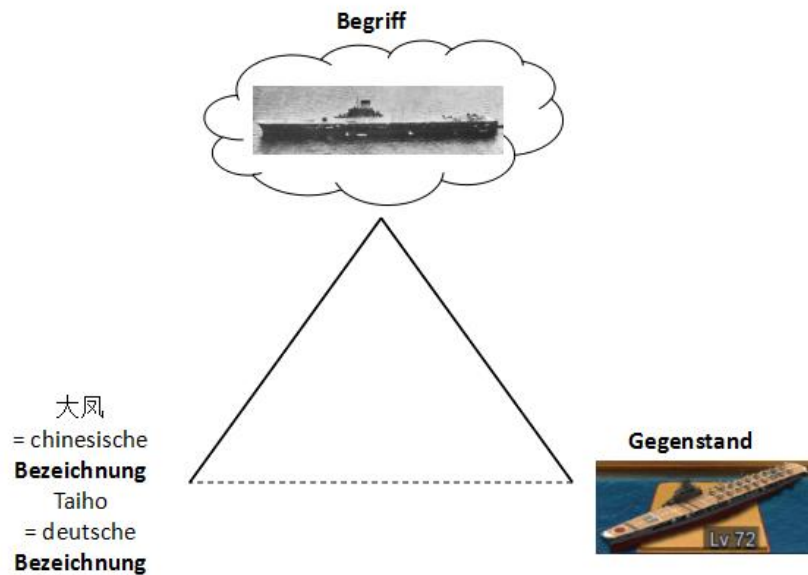 Begriff
大凤
= chinesische
Bezeichnung
Taiho
= deutsche
Bezeichnung
Gegenstand
Lv 72